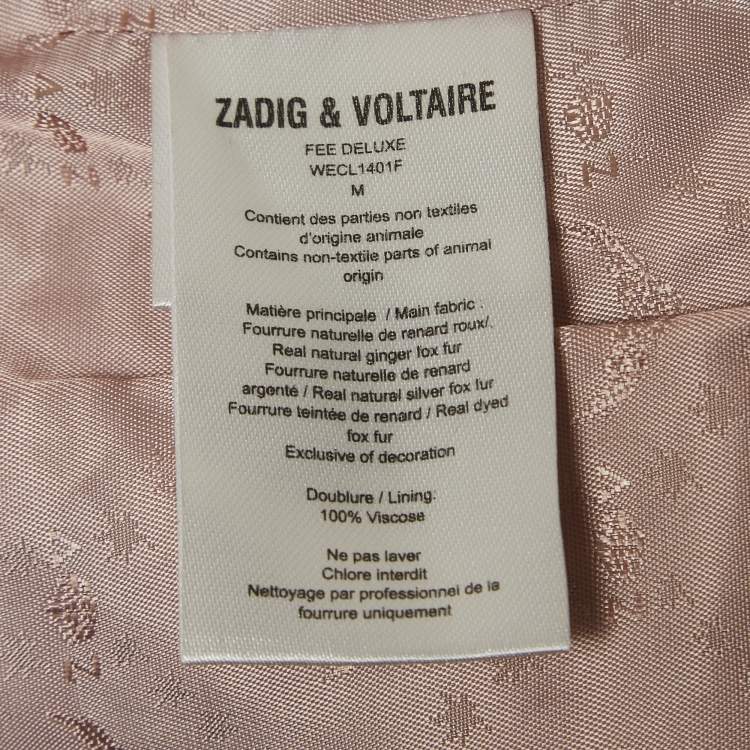 ZADIG & VOLTAIRE
FEE DELUXE
WECL1401F
M
Contient des parties non textiles
d'origine animale
Contains non-textile parts of animal
origin
Matière principale / Main fabric :
Fourrure naturelle de renard roux/.
Real natural ginger fox fur
Fourrure naturelle de renard
argenté / Real natural silver fox fur
Fourrure teintée de renard / Real dyed
fox fur
Exclusive of decoration
Doublure / Lining:
100% Viscose
Ne pas laver
Chlore interdit
Nettoyage par professionnel de la
fourrure uniquement